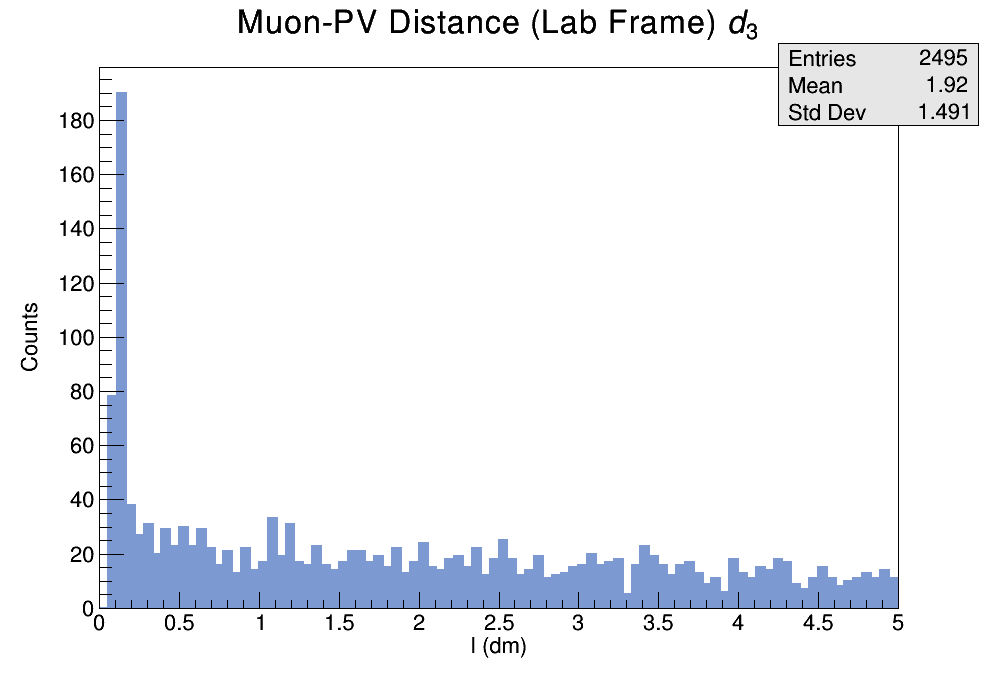 Muon-PV Distance (Lab Frame) d₃
Entries 2495
Mean 1.92
Std Dev 1.491
180
160
140
120
100
80
60
40
20
0
Counts
0 0.5 1 1.5 2 2.5 3 3.5 4 4.5 5
l (dm)